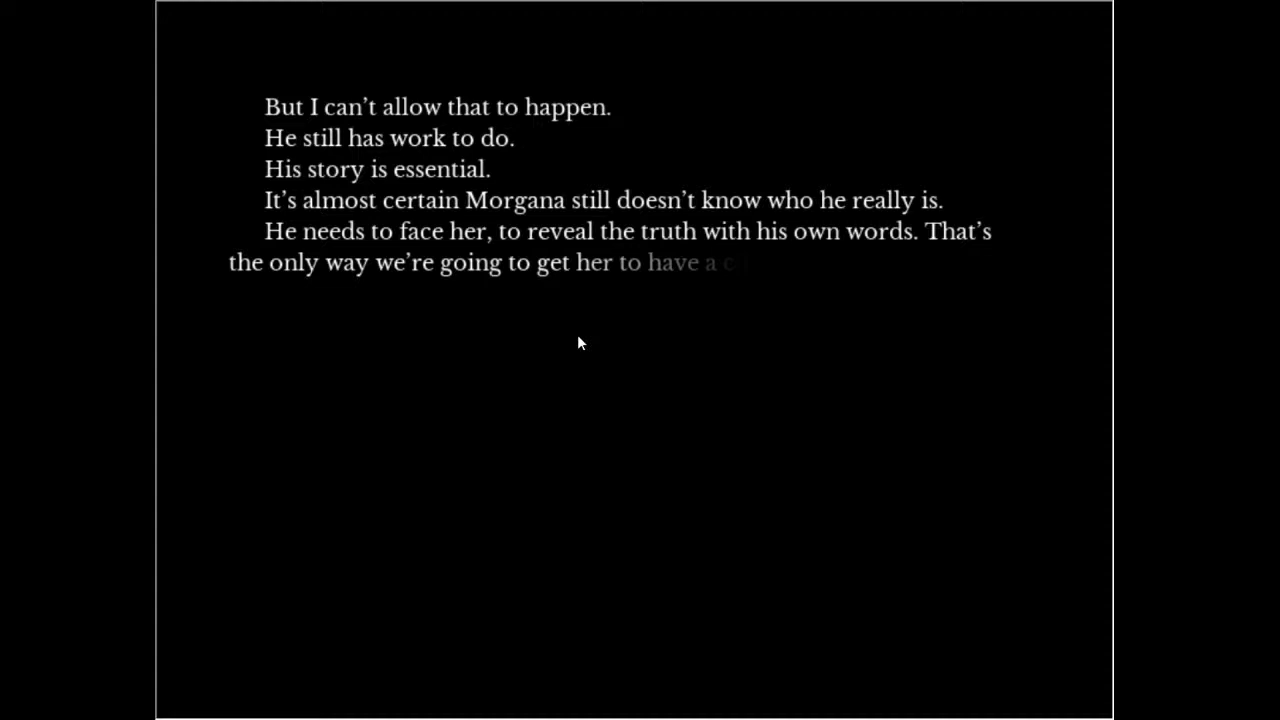 But I can’t allow that to happen.
He still has work to do.
His story is essential.
It’s almost certain Morgana still doesn’t know who he really is.
He needs to face her, to reveal the truth with his own words. That’s
the only way we’re going to get her to have a